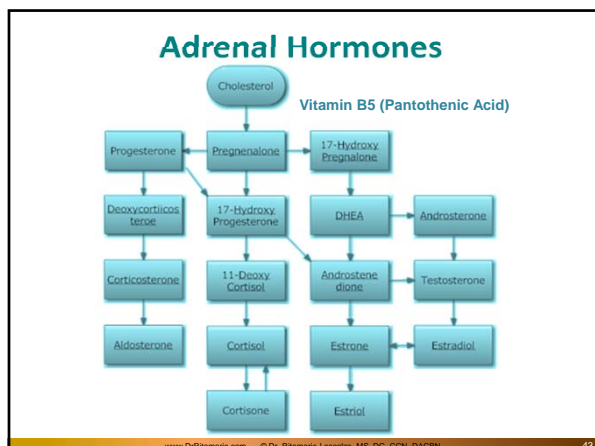 Adrenal Hormones
Cholesterol
Vitamin B5 (Pantothenic Acid)
Progesterone
Pregnenalone
17-Hydroxy
Pregnalone
Deoxycortiicos
teroe
17-Hydroxy
Progesterone
DHEA
Androsterone
Corticosterone
11-Deoxy
Cortisol
Androstene
dione
Testosterone
Aldosterone
Cortisol
Estrone
Estradiol
Cortisone
Estriol
43